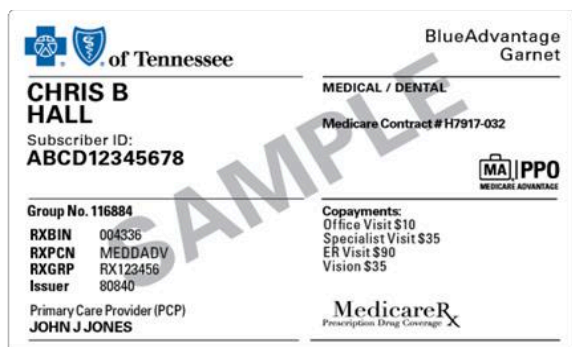 of Tennessee
BlueAdvantage
Garnet
CHRIS B
HALL
Subscriber ID:
ABCD12345678
MEDICAL / DENTAL
Medicare Contract # H7917-032
MA PPO
MEDICARE ADVANTAGE
SAMPLE
Group No. 116884
RXBIN 004336
RXPCN MEDDADV
RXGRP RX123456
Issuer 80840
Primary Care Provider (PCP)
JOHN J JONES
Copayments:
Office Visit $10
Specialist Visit $35
ER Visit $90
Vision $35
MedicareRx
Prescription Drug Coverage